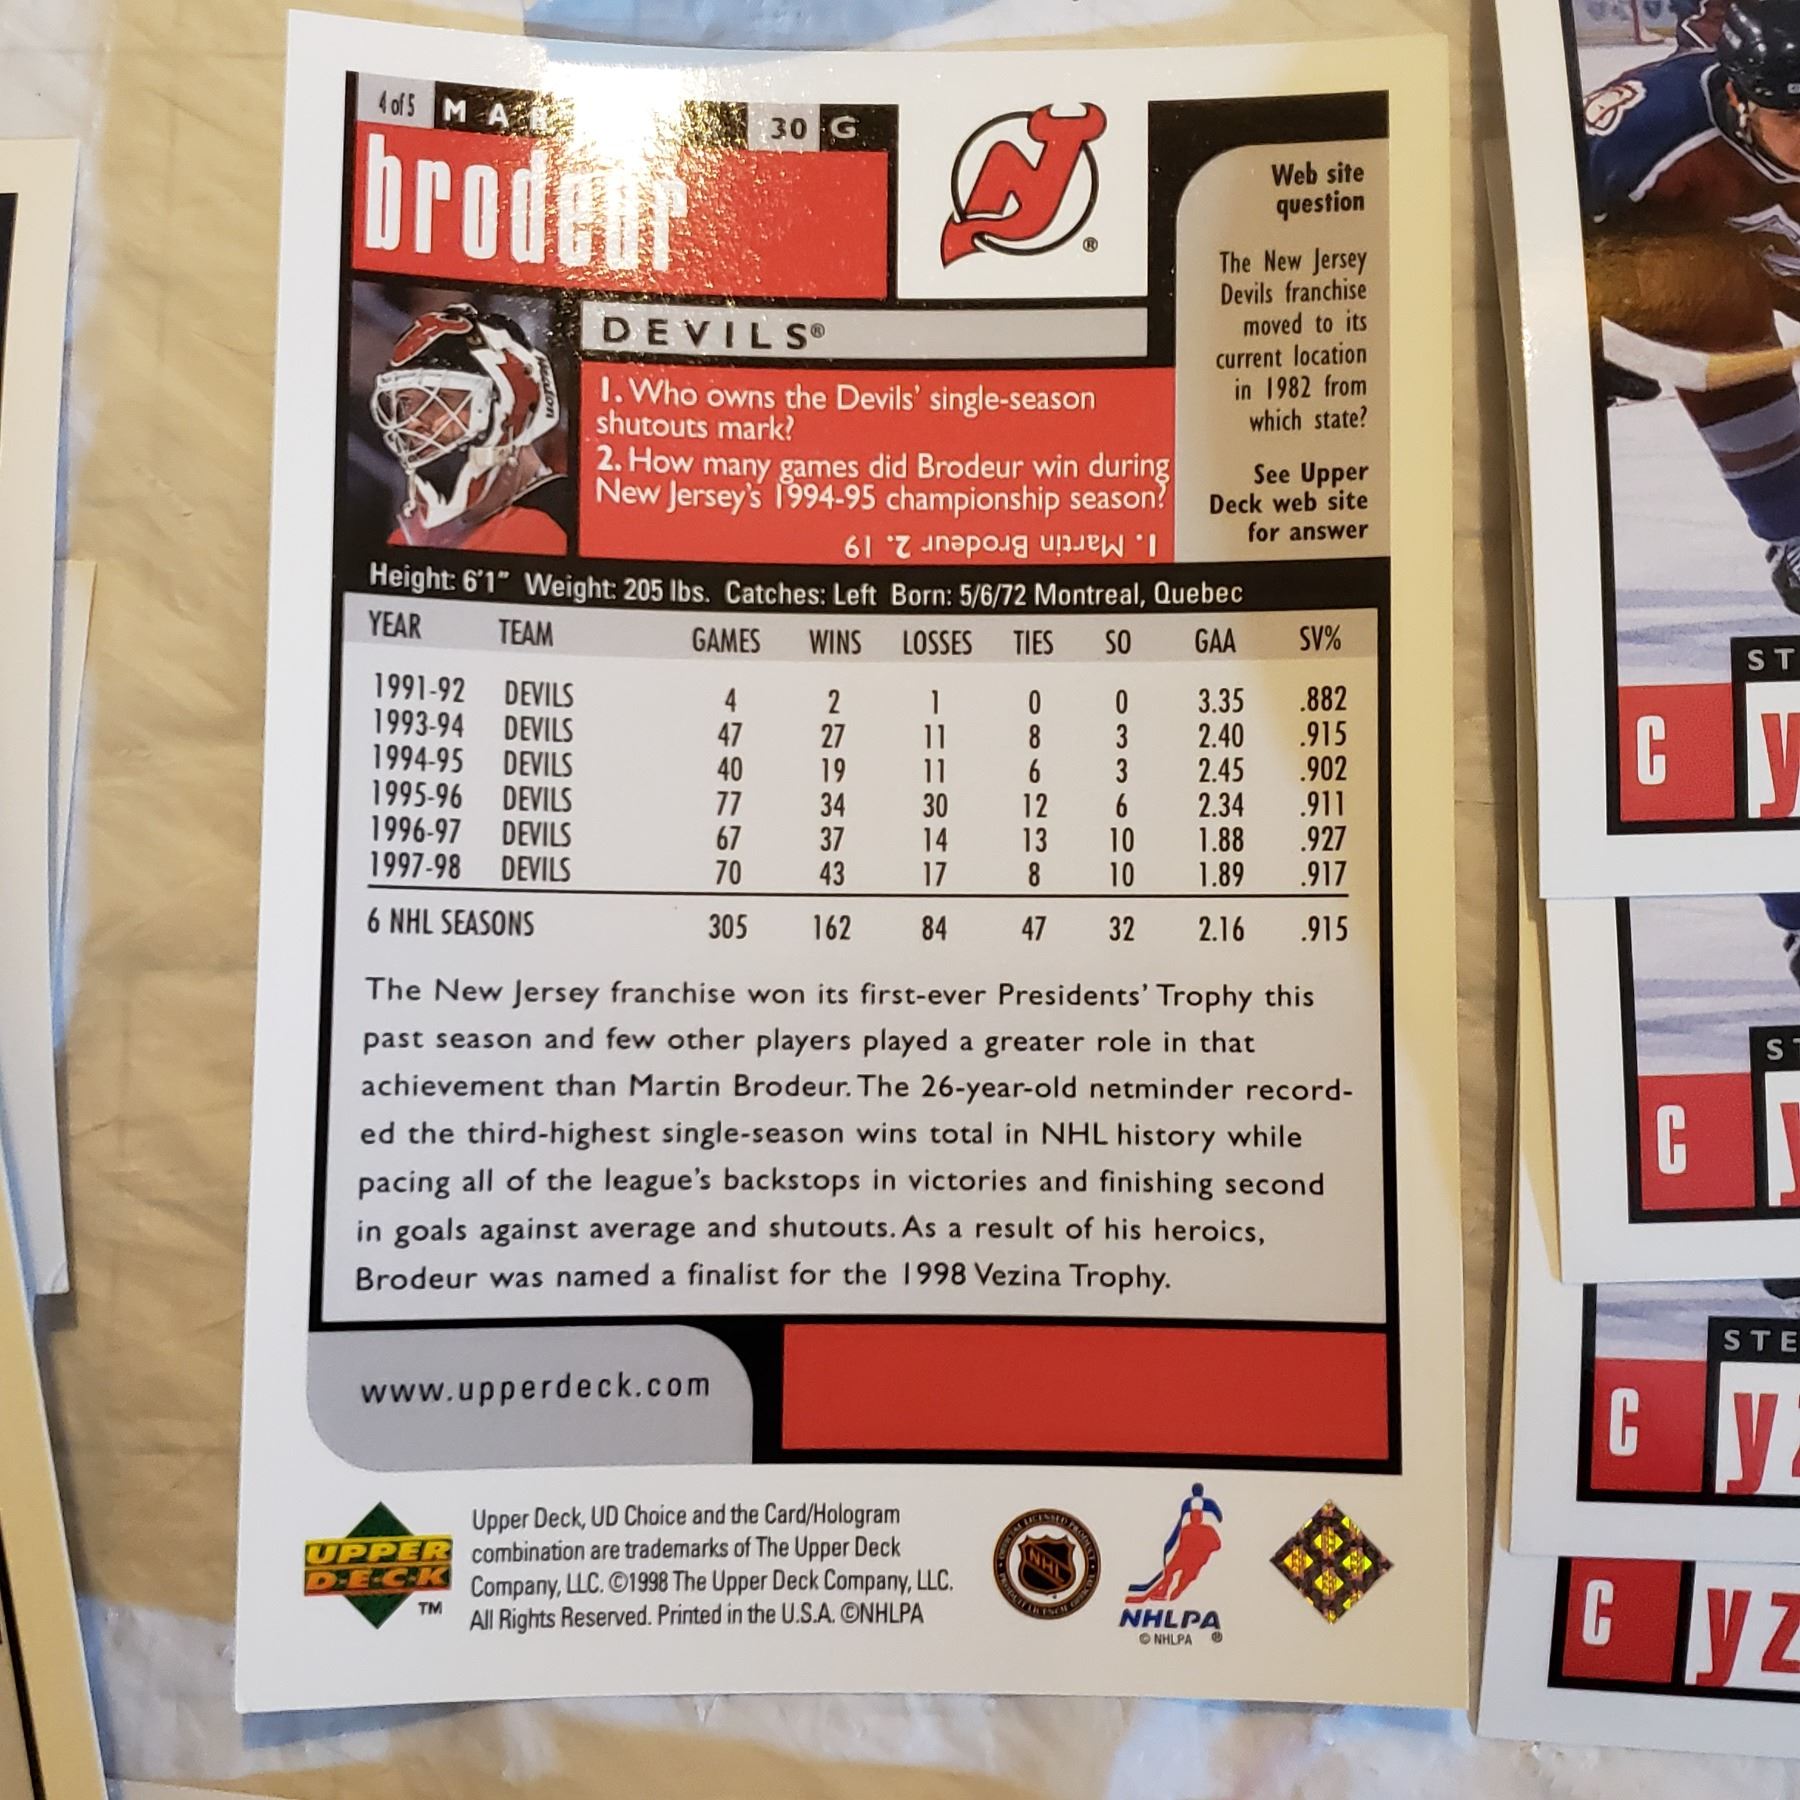 4 of 5 30 G
brodeur
DEVILS®
1. Who owns the Devils' single-season
shutouts mark?
2. How many games did Brodeur win during
New Jersey's 1994-95 championship season?
1. Martin Brodeur 2. 19
Web site
question
The New Jersey
Devils franchise
moved to its
current location
in 1982 from
which state?
See Upper
Deck web site
for answer
Height: 6'1" Weight: 205 lbs. Catches: Left Born: 5/6/72 Montreal, Quebec
YEAR TEAM GAMES WINS LOSSES TIES SO GAA SV%
1991-92 DEVILS 4 2 1 0 0 3.35 .882
1993-94 DEVILS 47 27 11 8 3 2.40 .915
1994-95 DEVILS 40 19 11 6 3 2.45 .902
1995-96 DEVILS 77 34 30 12 6 2.34 .911
1996-97 DEVILS 67 37 14 13 10 1.88 .927
1997-98 DEVILS 70 43 17 8 10 1.89 .917
6 NHL SEASONS 305 162 84 47 32 2.16 .915
The New Jersey franchise won its first-ever Presidents' Trophy this
past season and few other players played a greater role in that
achievement than Martin Brodeur. The 26-year-old netminder record-
ed the third-highest single-season wins total in NHL history while
pacing all of the league's backstops in victories and finishing second
in goals against average and shutouts. As a result of his heroics,
Brodeur was named a finalist for the 1998 Vezina Trophy.
www.upperdeck.com
UPPER
DECK
TM
Upper Deck, UD Choice and the Card/Hologram
combination are trademarks of The Upper Deck
Company, LLC. ©1998 The Upper Deck Company, LLC.
All Rights Reserved. Printed in the U.S.A. ©NHLPA
NHL
NHLPA
© NHLPA ®
ST
C y
S
C y
STE
C yz
C yz